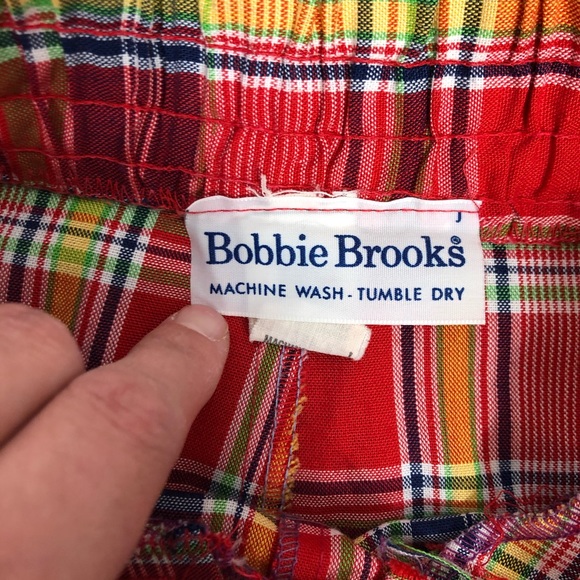 Bobbie Brooks®
MACHINE WASH - TUMBLE DRY